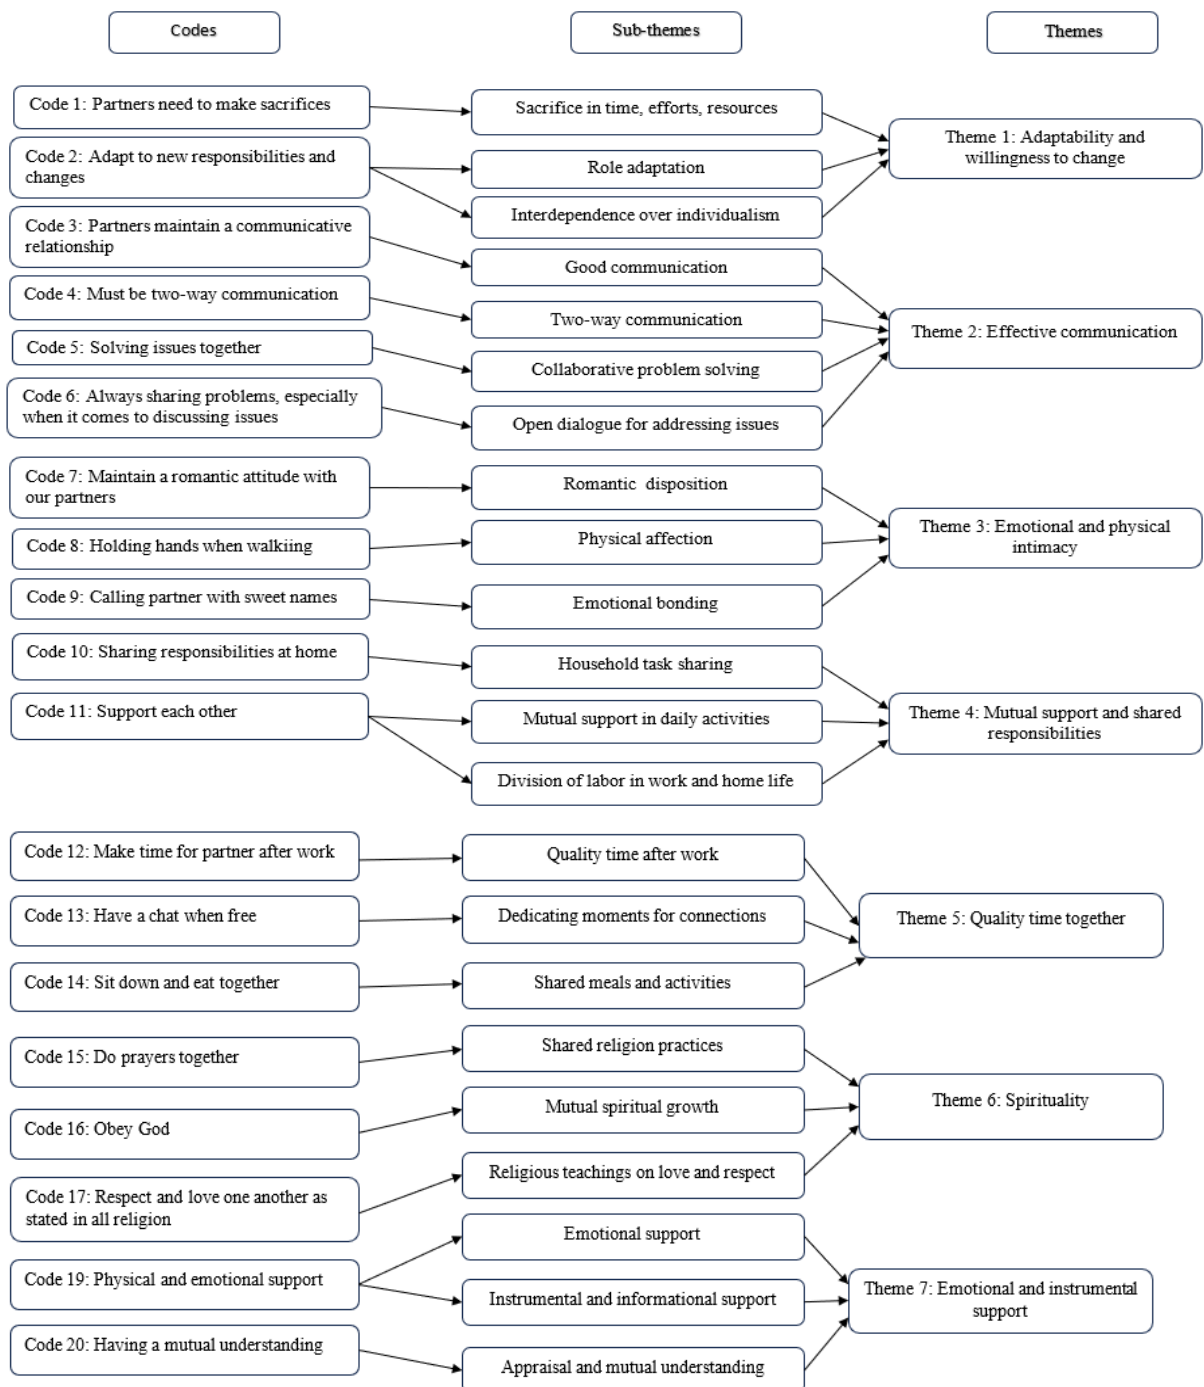 Codes
Sub-themes
Themes
Code 1: Partners need to make sacrifices
Sacrifice in time, efforts, resources
Theme 1: Adaptability and
willingness to change
Code 2: Adapt to new responsibilities and
changes
Role adaptation
Interdependence over individualism
Code 3: Partners maintain a communicative
relationship
Good communication
Code 4: Must be two-way communication
Two-way communication
Theme 2: Effective communication
Code 5: Solving issues together
Collaborative problem solving
Code 6: Always sharing problems, especially
when it comes to discussing issues
Open dialogue for addressing issues
Code 7: Maintain a romantic attitude with
our partners
Romantic disposition
Theme 3: Emotional and physical
intimacy
Code 8: Holding hands when walkiing
Physical affection
Code 9: Calling partner with sweet names
Emotional bonding
Code 10: Sharing responsibilities at home
Household task sharing
Code 11: Support each other
Mutual support in daily activities
Theme 4: Mutual support and shared
responsibilities
Division of labor in work and home life
Code 12: Make time for partner after work
Quality time after work
Code 13: Have a chat when free
Dedicating moments for connections
Theme 5: Quality time together
Code 14: Sit down and eat together
Shared meals and activities
Code 15: Do prayers together
Shared religion practices
Code 16: Obey God
Mutual spiritual growth
Theme 6: Spirituality
Code 17: Respect and love one another as
stated in all religion
Religious teachings on love and respect
Emotional support
Code 19: Physical and emotional support
Instrumental and informational support
Theme 7: Emotional and instrumental
support
Code 20: Having a mutual understanding
Appraisal and mutual understanding